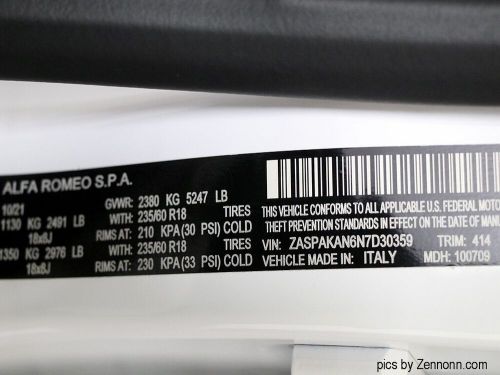 ALFA ROMEO S.P.A.
10/21 GVWR: 2380 KG 5247 LB
1130 KG 2491 LB WITH 235/60 R18 TIRES
18x8J RIMS AT: 210 KPA (30 PSI) COLD
1350 KG 2976 LB WITH 235/60 R18 TIRES
18x8J RIMS AT: 230 KPA (33 PSI) COLD
THIS VEHICLE CONFORMS TO ALL APPLICABLE U.S. FEDERAL
THEFT PREVENTION STANDARDS IN EFFECT ON THE DATE OF
VIN: ZASPAKAN6N7D30359 TRIM: 414
VEHICLE MADE IN: ITALY MDH: 100709
pics by Zennonn.com